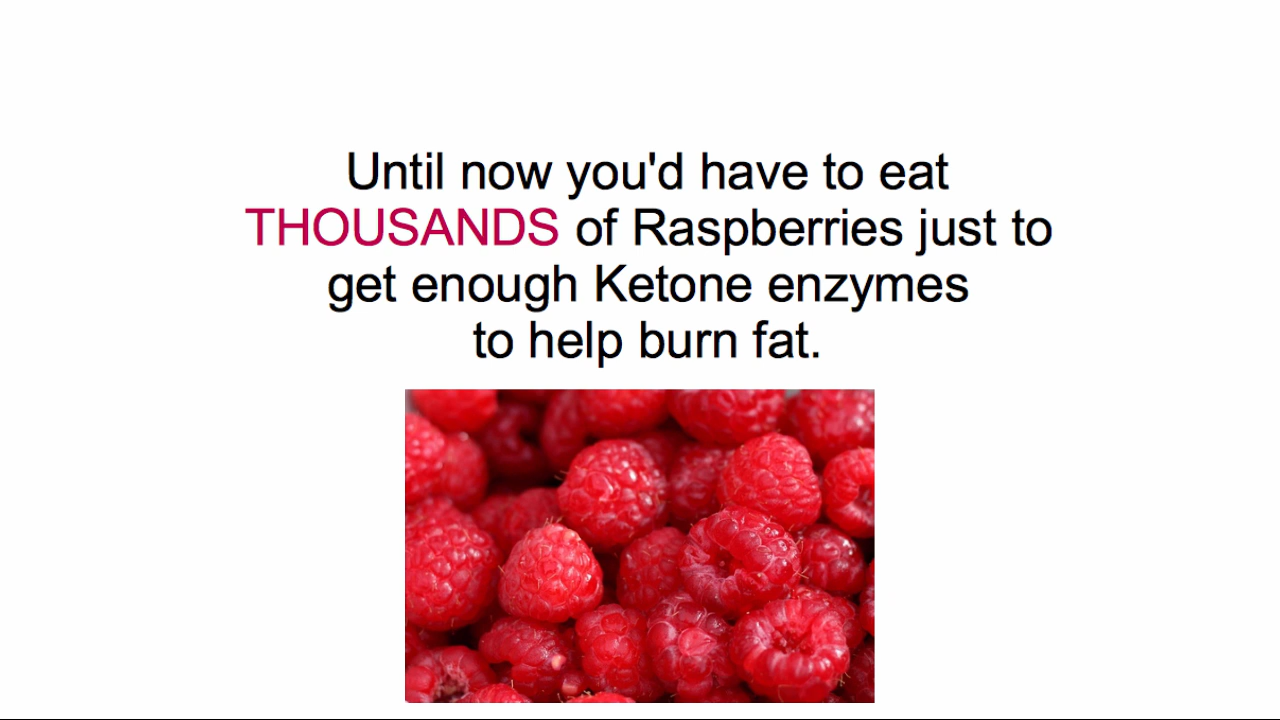 Until now you'd have to eat
THOUSANDS of Raspberries just to
get enough Ketone enzymes
to help burn fat.